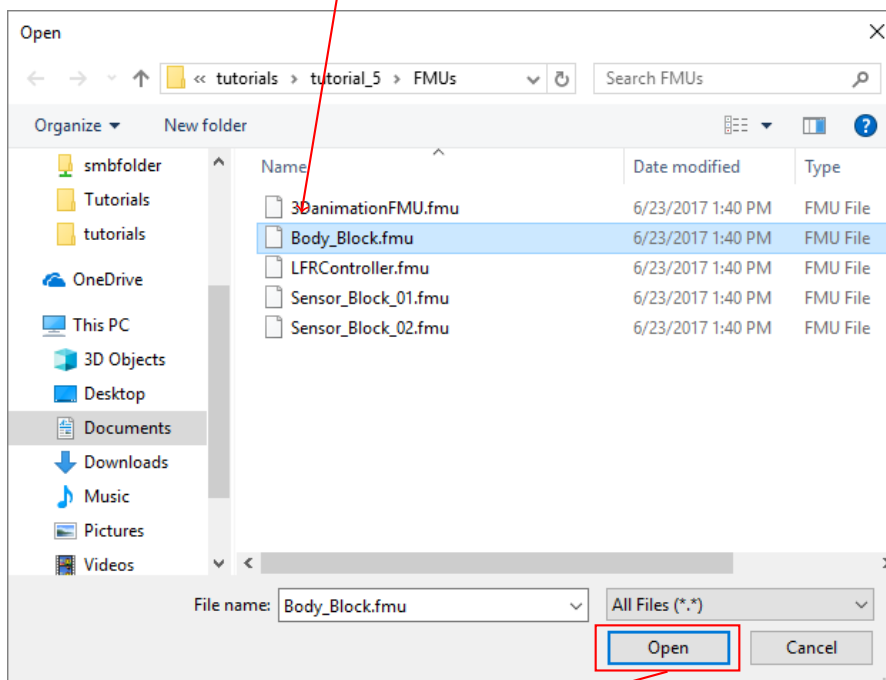 Open
« tutorials > tutorial_5 > FMUs
Search FMUs
Organize
New folder
Name
Date modified
Type
smbfolder
Tutorials
tutorials
OneDrive
This PC
3D Objects
Desktop
Documents
Downloads
Music
Pictures
Videos
3DanimationFMU.fmu 6/23/2017 1:40 PM FMU File
Body_Block.fmu 6/23/2017 1:40 PM FMU File
LFRController.fmu 6/23/2017 1:40 PM FMU File
Sensor_Block_01.fmu 6/23/2017 1:40 PM FMU File
Sensor_Block_02.fmu 6/23/2017 1:40 PM FMU File
File name: Body_Block.fmu
All Files (*.*)
Open
Cancel